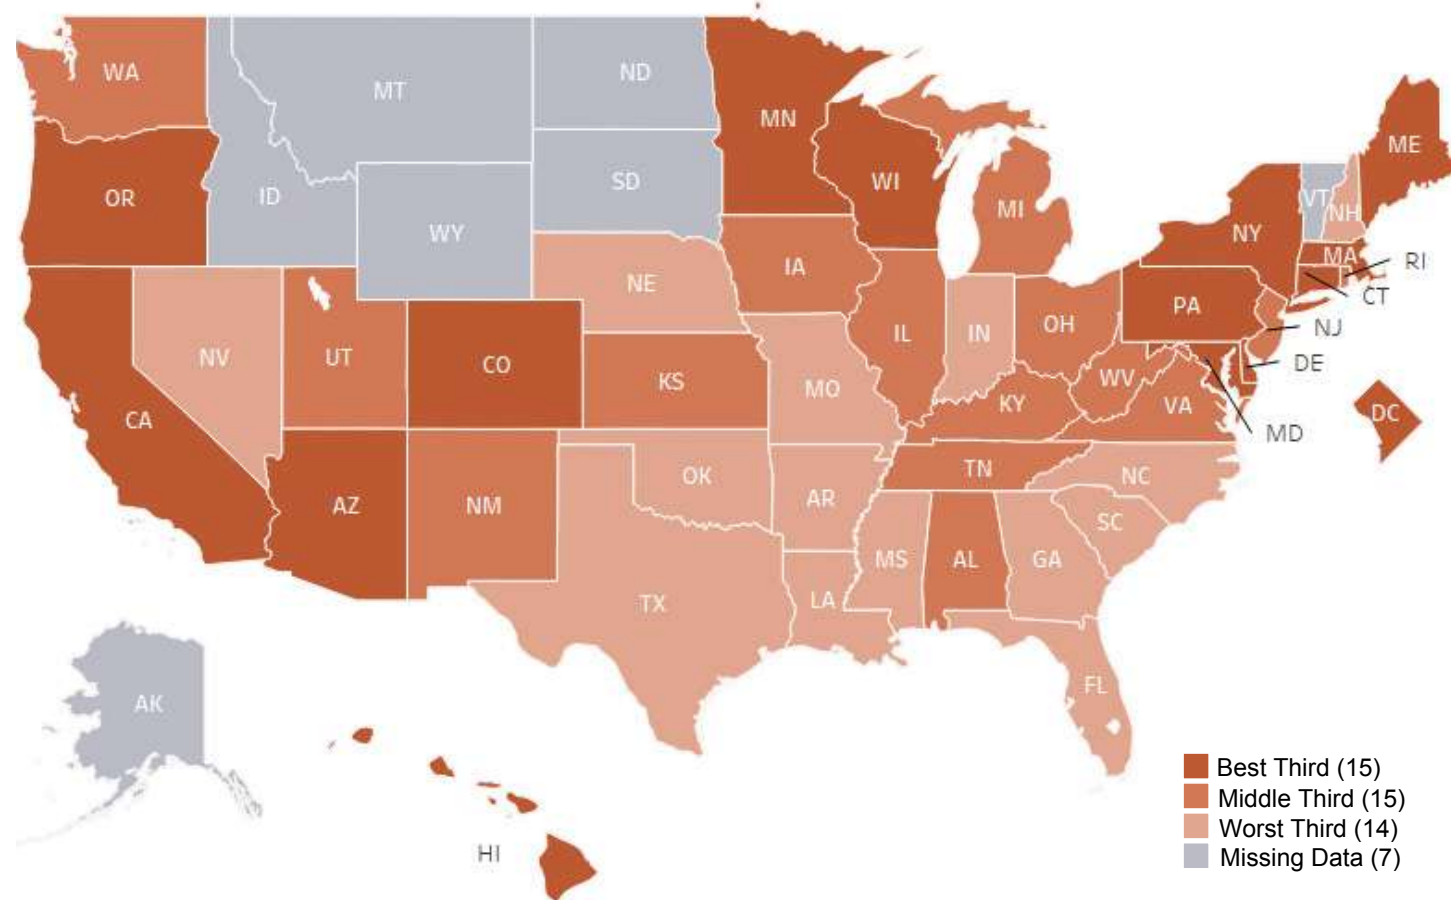 WA
MT
ND
MN
OR
ID
SD
WI
MI
WY
NE
IA
NV
UT
CO
KS
IL
IN
OH
CA
AZ
NM
OK
MO
AR
TX
LA
KY
WV
VA
TN
NC
SC
MS
AL
GA
FL
ME
VT
NH
NY
MA
RI
CT
PA
NJ
DE
MD
DC
AK
HI
Best Third (15)
Middle Third (15)
Worst Third (14)
Missing Data (7)